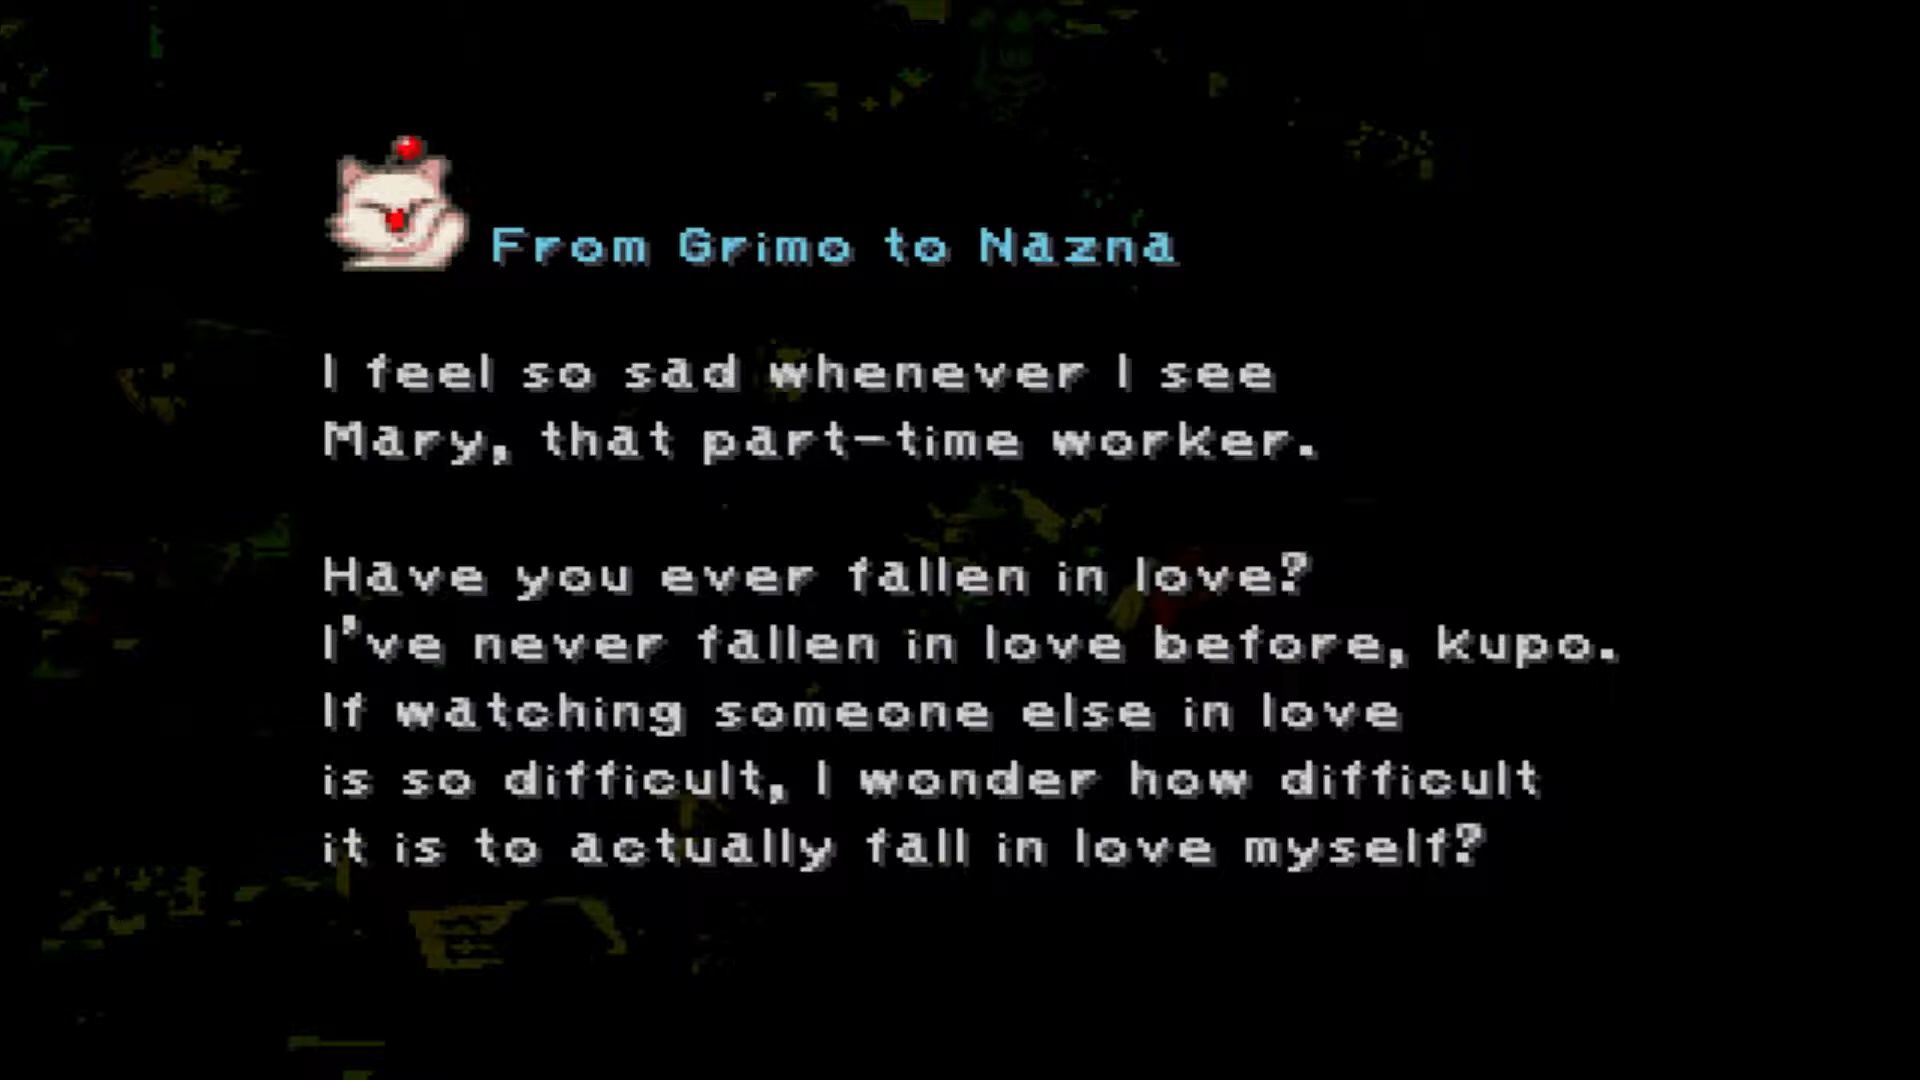 From Grimo to Nazna
I feel so sad whenever I see
Mary, that part-time worker.
Have you ever fallen in love?
I've never fallen in love before, kupo.
If watching someone else in love
is so difficult, I wonder how difficult
it is to actually fall in love myself?